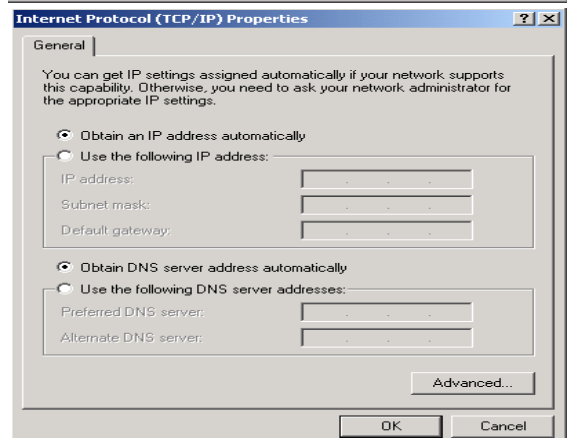 Internet Protocol (TCP/IP) Properties
General
You can get IP settings assigned automatically if your network supports
this capability. Otherwise, you need to ask your network administrator for
the appropriate IP settings.
Obtain an IP address automatically
Use the following IP address:
IP address:
Subnet mask:
Default gateway:
Obtain DNS server address automatically
Use the following DNS server addresses:
Preferred DNS server:
Alternate DNS server:
Advanced...
OK
Cancel